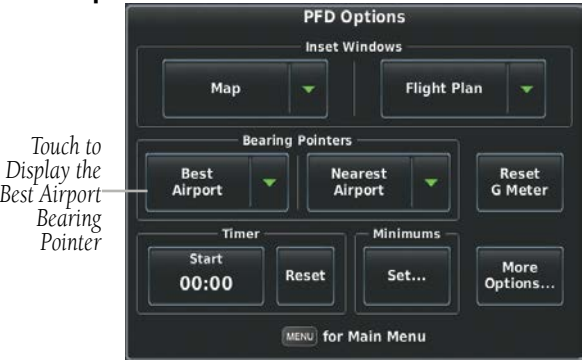 PFD Options
Inset Windows
Map
Flight Plan
Touch to
Display the
Best Airport
Bearing
Pointer
Bearing Pointers
Best
Airport
Nearest
Airport
Reset
G Meter
Timer
Start
00:00
Reset
Minimums
Set...
More
Options...
MENU for Main Menu